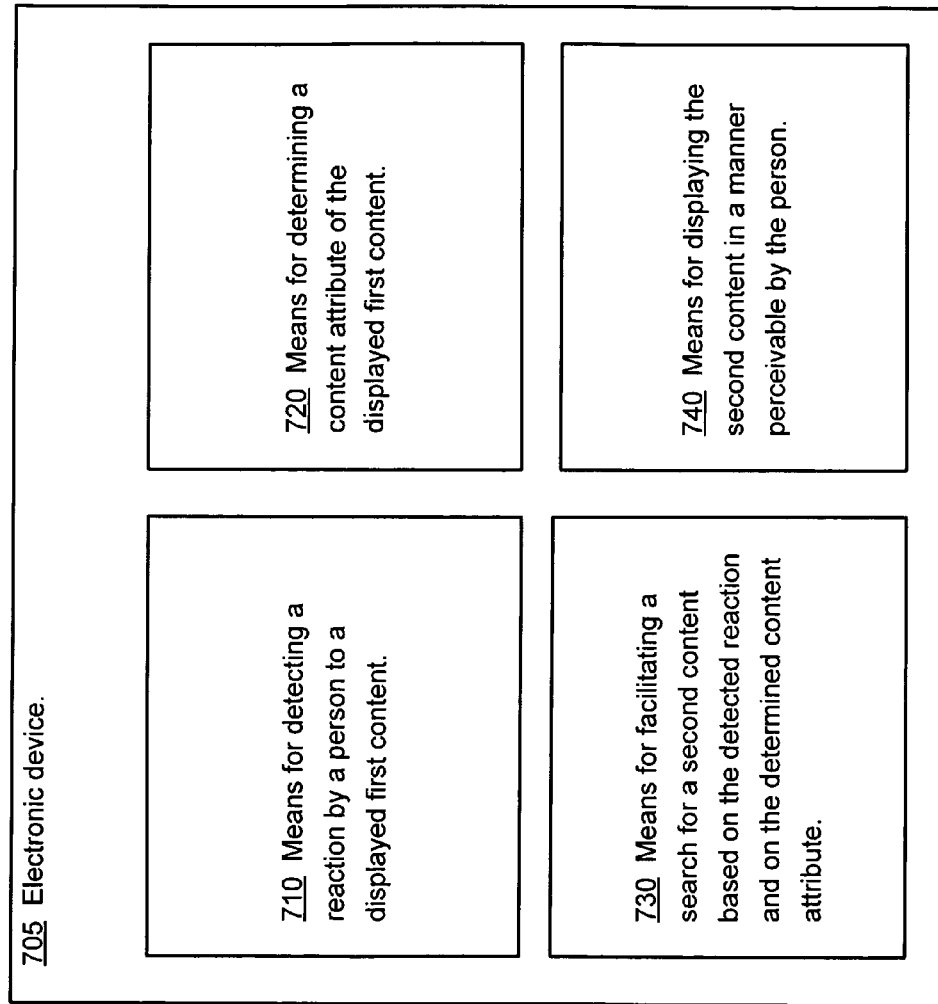 705 Electronic device.
710 Means for detecting a
reaction by a person to a
displayed first content.
720 Means for determining a
content attribute of the
displayed first content.
730 Means for facilitating a
search for a second content
based on the detected reaction
and on the determined content
attribute.
740 Means for displaying the
second content in a manner
perceivable by the person.